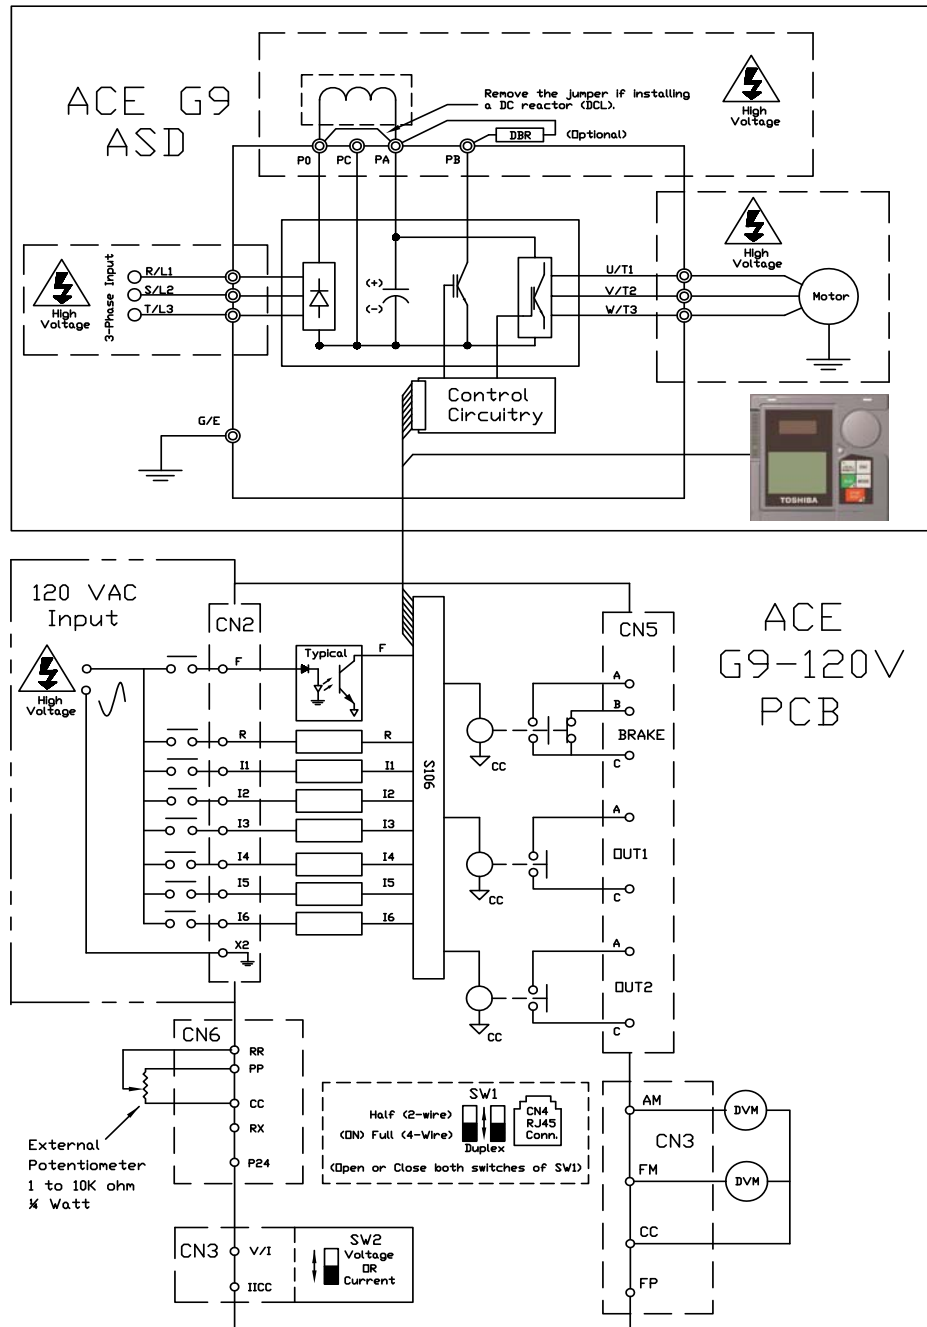 ACE G9
ASD
Remove the jumper if installing
a DC reactor (DCL).
High
Voltage
DBR
(Optional)
PO
PC
PA
PB
High
Voltage
3-Phase Input
R/L1
S/L2
T/L3
High
Voltage
(+)
(-)
U/T1
V/T2
W/T3
Motor
Control
Circuitry
G/E
TOSHIBA
120 VAC
Input
High
Voltage
CN2
F
Typical
F
R
R
I1
I1
I2
I2
I3
I3
I4
I4
I5
I5
I6
I6
X2
S106
CC
CC
CC
CN5
A
B
BRAKE
C
A
OUT1
C
A
OUT2
C
ACE
G9-120V
PCB
CN6
RR
PP
CC
RX
P24
External
Potentiometer
1 to 10K ohm
¼ Watt
SW1
Half (2-wire)
(ON) Full (4-Wire)
Duplex
CN4
RJ45
Conn.
(Open or Close both switches of SW1)
CN3
V/I
IICC
SW2
Voltage
OR
Current
AM
DVM
CN3
FM
DVM
CC
FP